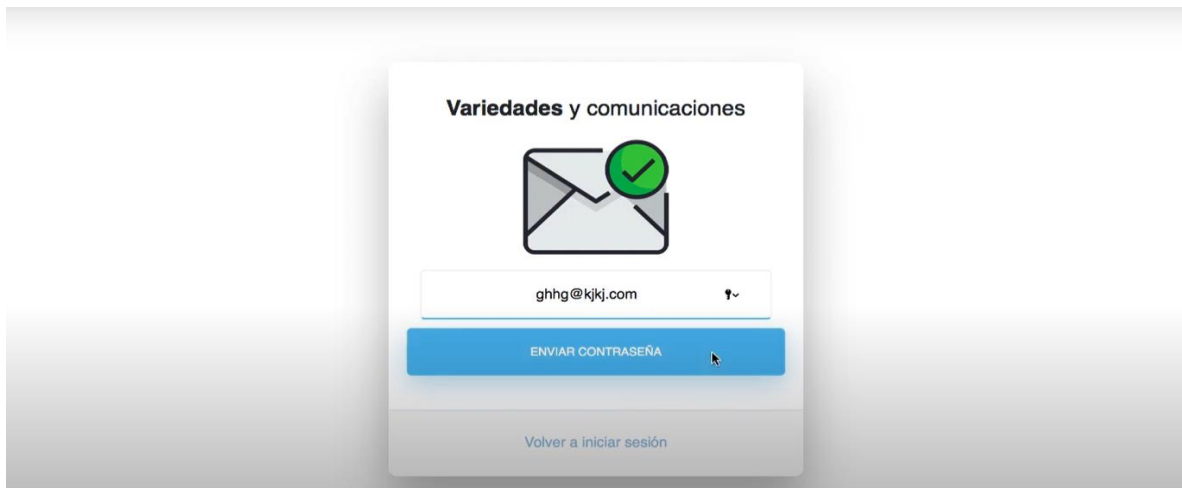 Variedades y comunicaciones
ghhg@kjkj.com
ENVIAR CONTRASEÑA
Volver a iniciar sesión